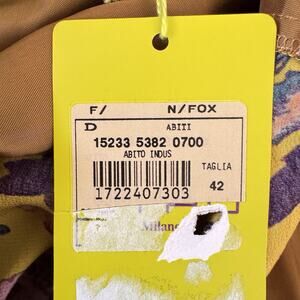 F/ N/FOX
D ABITI
15233 5382 0700
ABITO INDUS
TAGLIA
42
1722407303
Milano